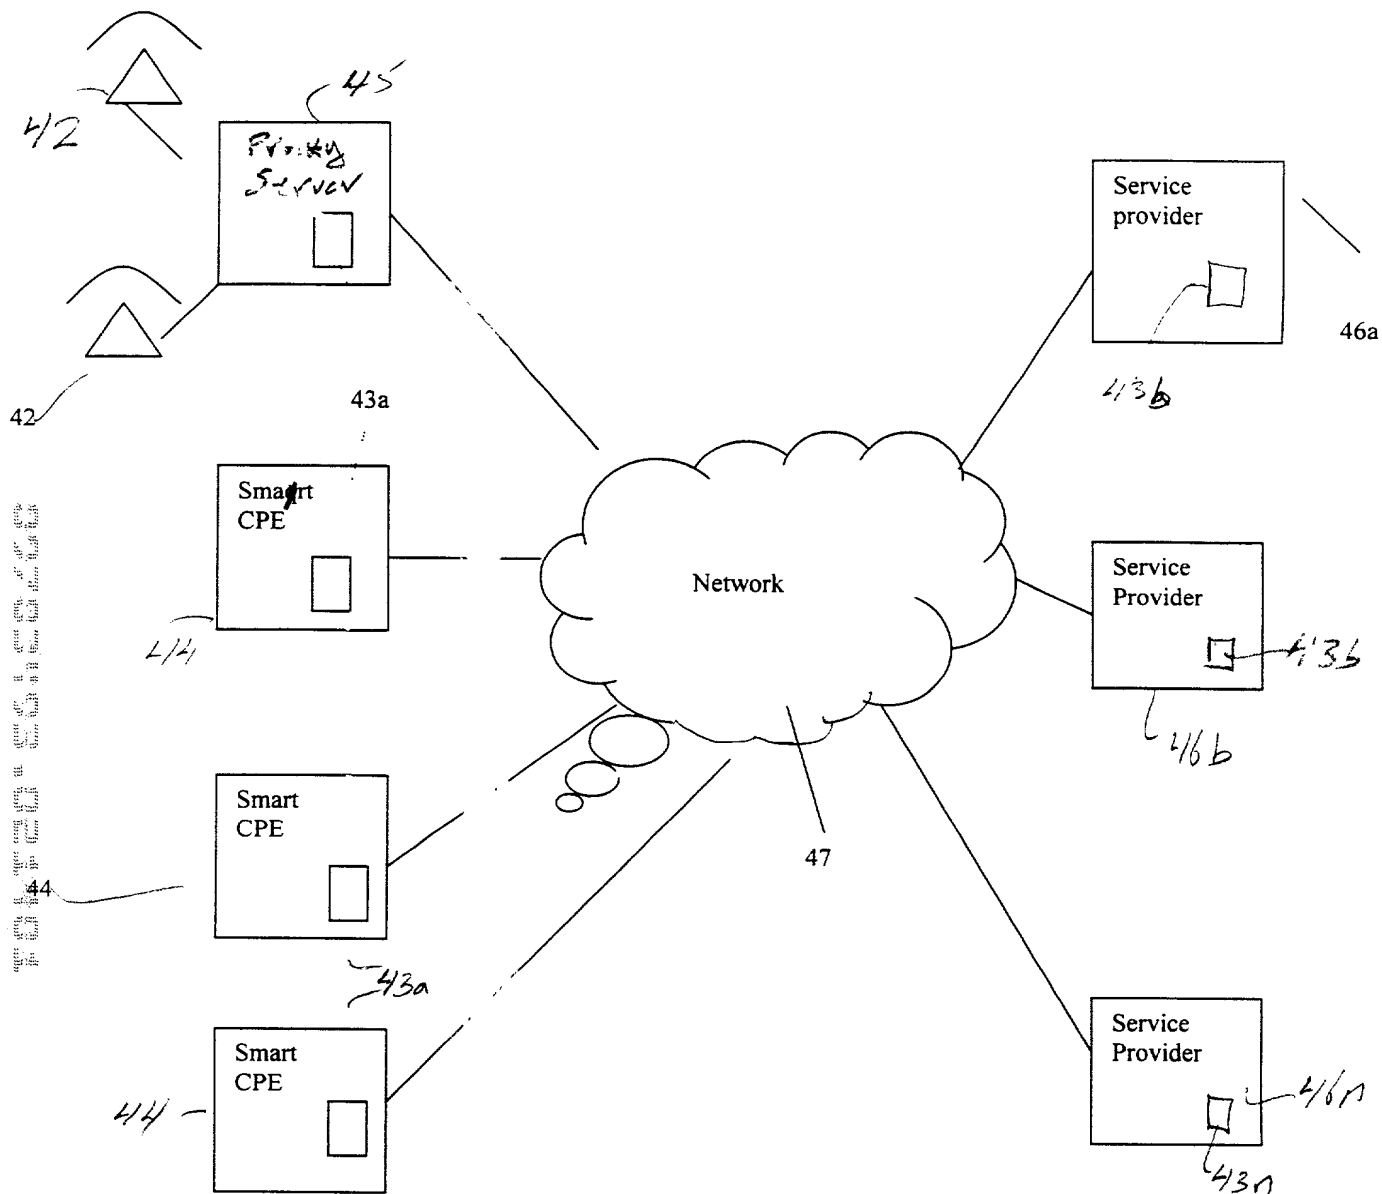 45
42
Proxy
Server
Service
provider
46a
43b
42
43a
Smart
CPE
Network
Service
Provider
43b
44
46b
Smart
CPE
47
44
43a
Smart
CPE
44
Service
Provider
46n
43n